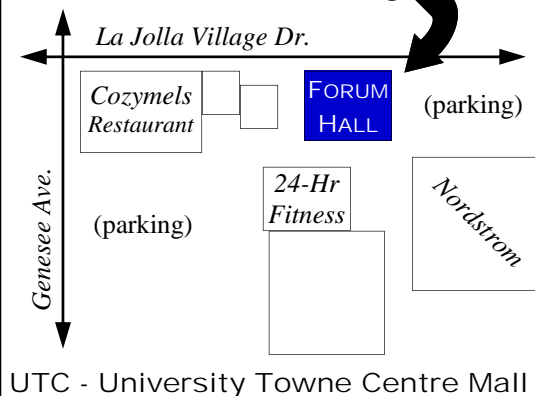 La Jolla Village Dr.
Cozymels
Restaurant
FORUM
HALL
(parking)
24-Hr
Fitness
Nordstrom
(parking)
Genesee Ave.
UTC - University Towne Centre Mall